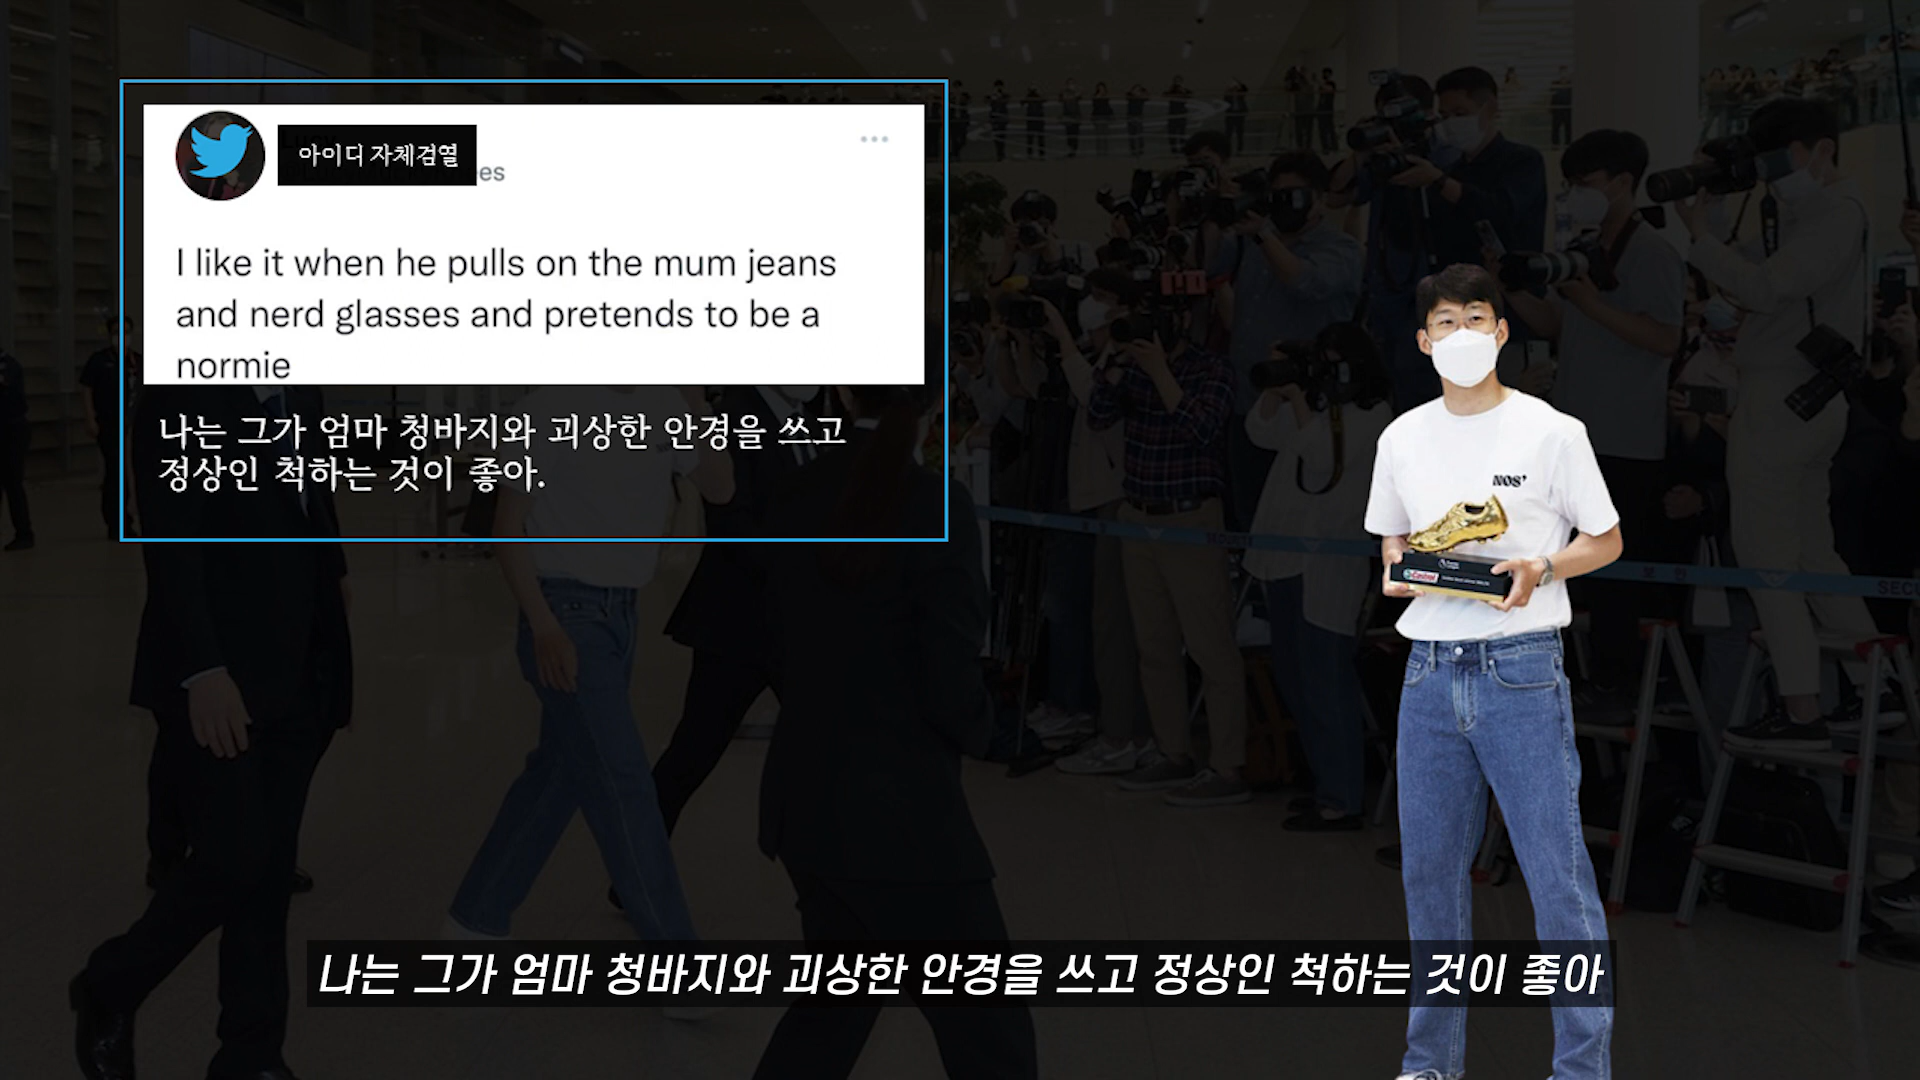 아이디 자체검열
es
I like it when he pulls on the mum jeans
and nerd glasses and pretends to be a
normie
나는 그가 엄마 청바지와 괴상한 안경을 쓰고
정상인 척하는 것이 좋아.
NOS'
Castrol
나는 그가 엄마 청바지와 괴상한 안경을 쓰고 정상인 척하는 것이 좋아